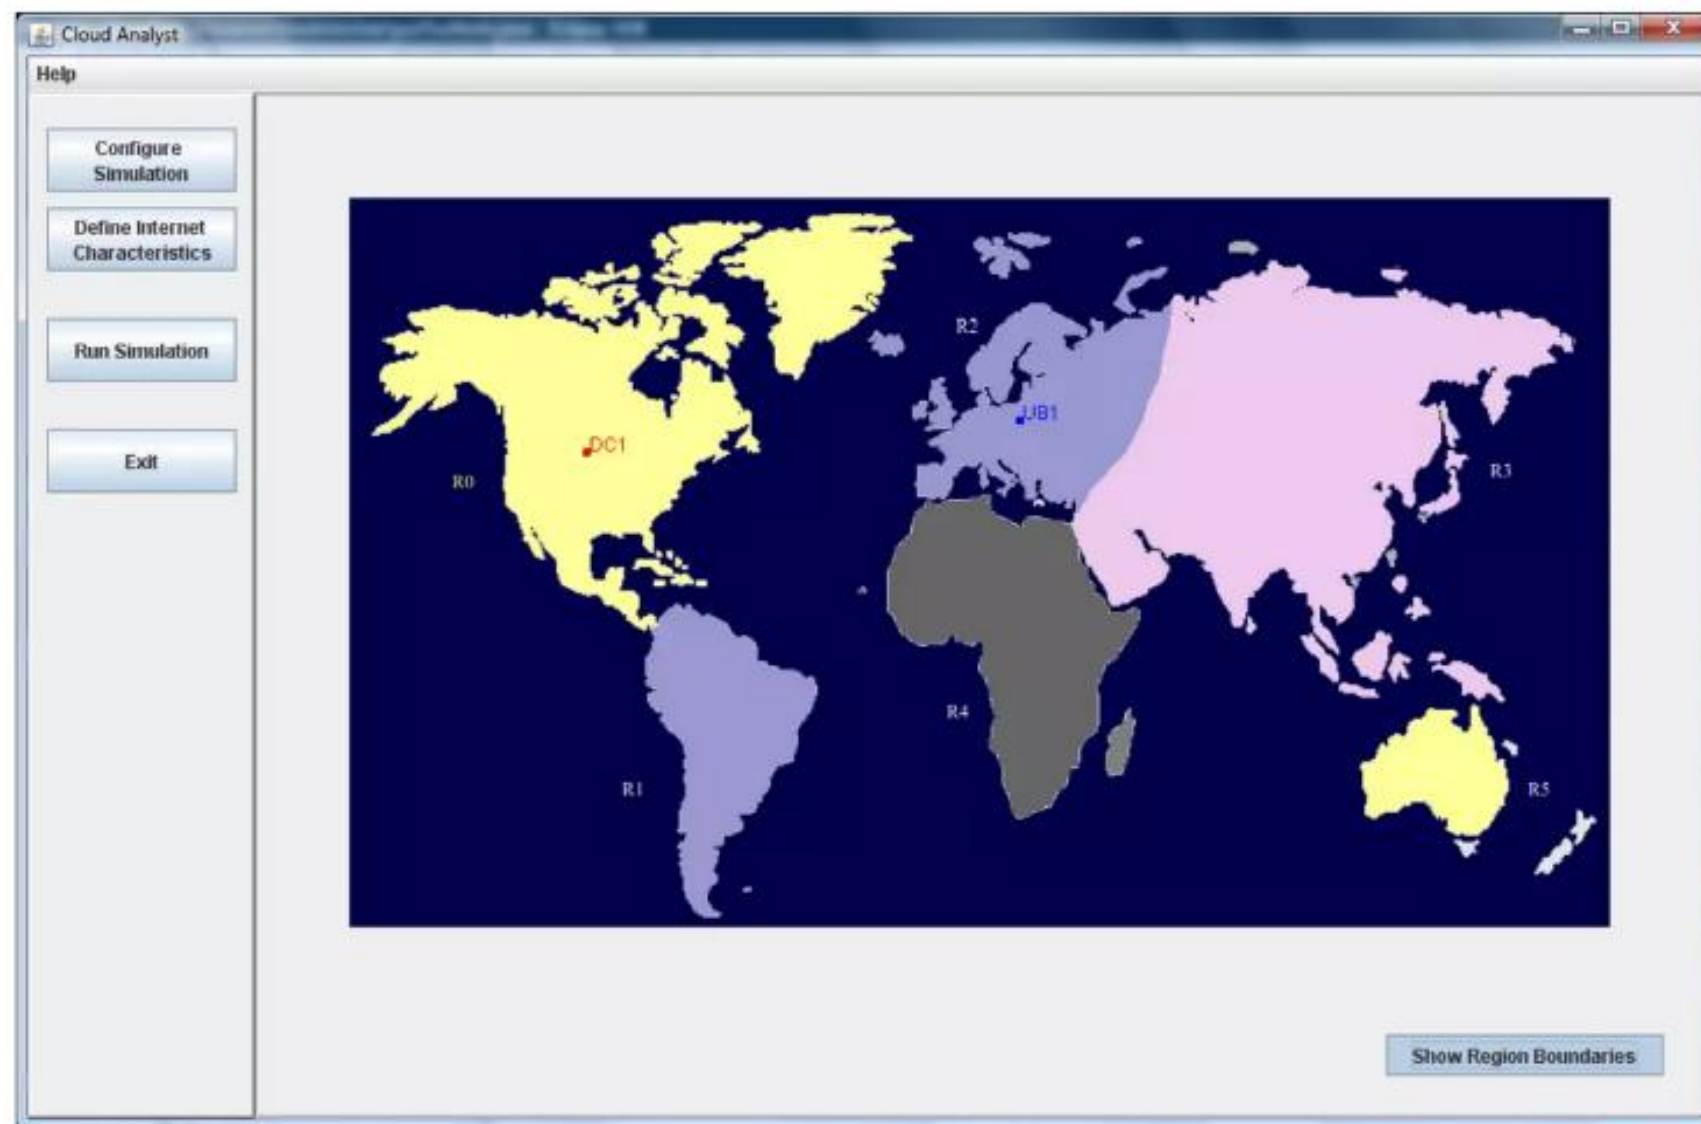 Cloud Analyst
Help
Configure
Simulation
Define Internet
Characteristics
Run Simulation
Exit
R2
UB1
DC1
R0
R3
R4
R1
R5
Show Region Boundaries